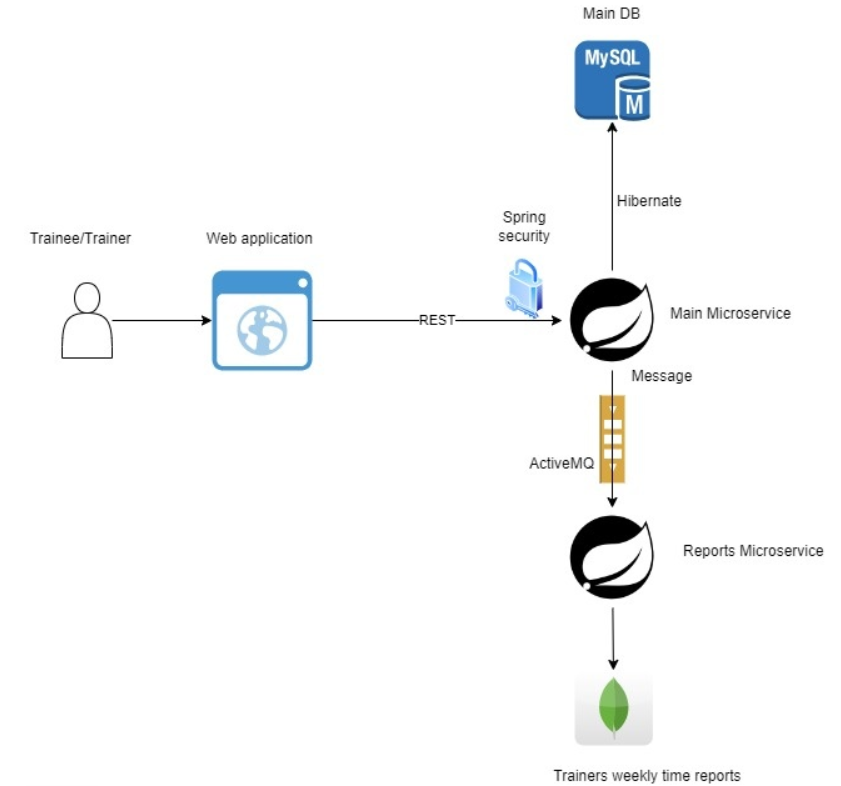 Main DB
MySQL
M
Hibernate
Spring
security
Trainee/Trainer
Web application
REST
Main Microservice
Message
ActiveMQ
Reports Microservice
Trainers weekly time reports